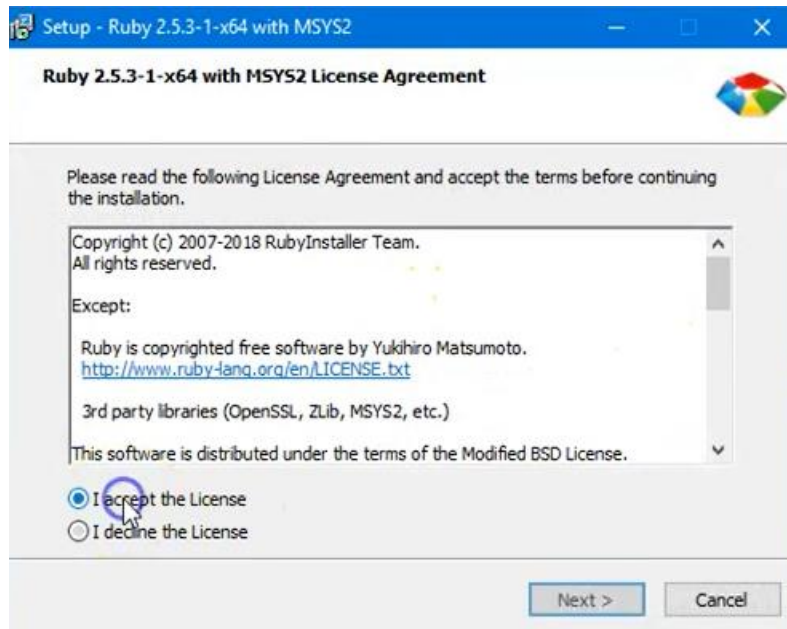 Setup - Ruby 2.5.3-1-x64 with MSYS2
Ruby 2.5.3-1-x64 with MSYS2 License Agreement
Please read the following License Agreement and accept the terms before continuing
the installation.
Copyright (c) 2007-2018 RubyInstaller Team.
All rights reserved.
Except:
Ruby is copyrighted free software by Yukihiro Matsumoto.
http://www.ruby-lang.org/en/LICENSE.txt
3rd party libraries (OpenSSL, ZLib, MSYS2, etc.)
This software is distributed under the terms of the Modified BSD License.
I accept the License
I decline the License
Next >
Cancel